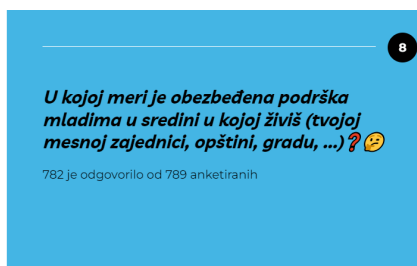 8
U kojoj meri je obezbeđena podrška
mladima u sredini u kojoj živiš (tvojoj
mesnoj zajednici, opštini, gradu, ...)❓🤔
782 je odgovorilo od 789 anketiranih